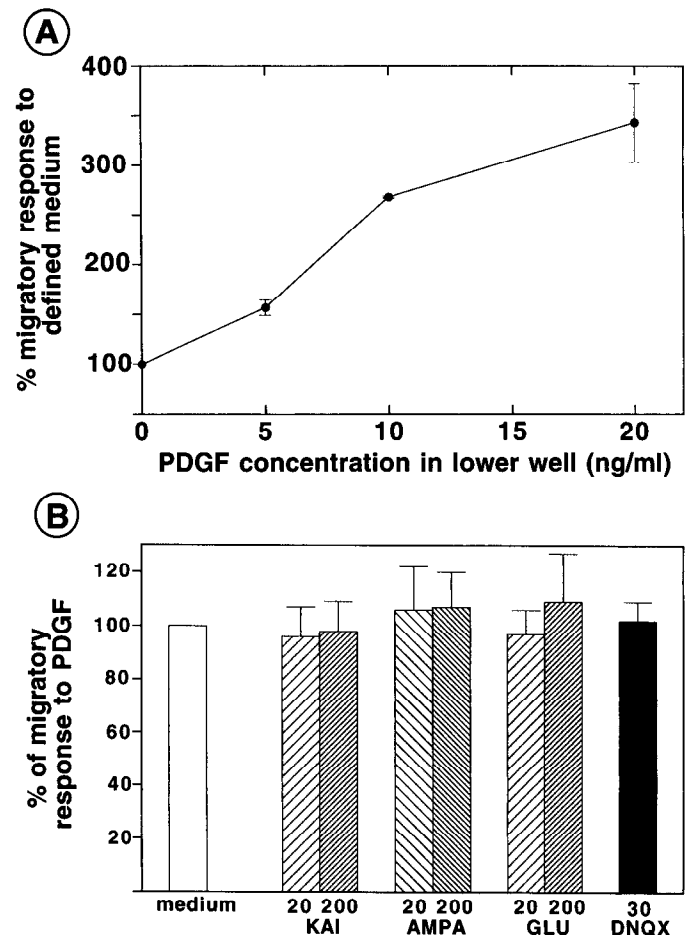 A
% migratory response to
defined medium
400
300
200
100
0 5 10 15 20
PDGF concentration in lower well (ng/ml)
B
% of migratory
response to PDGF
120
100
80
60
40
20
medium 20 200 20 200 20 200 30
KAI AMPA GLU DNQX